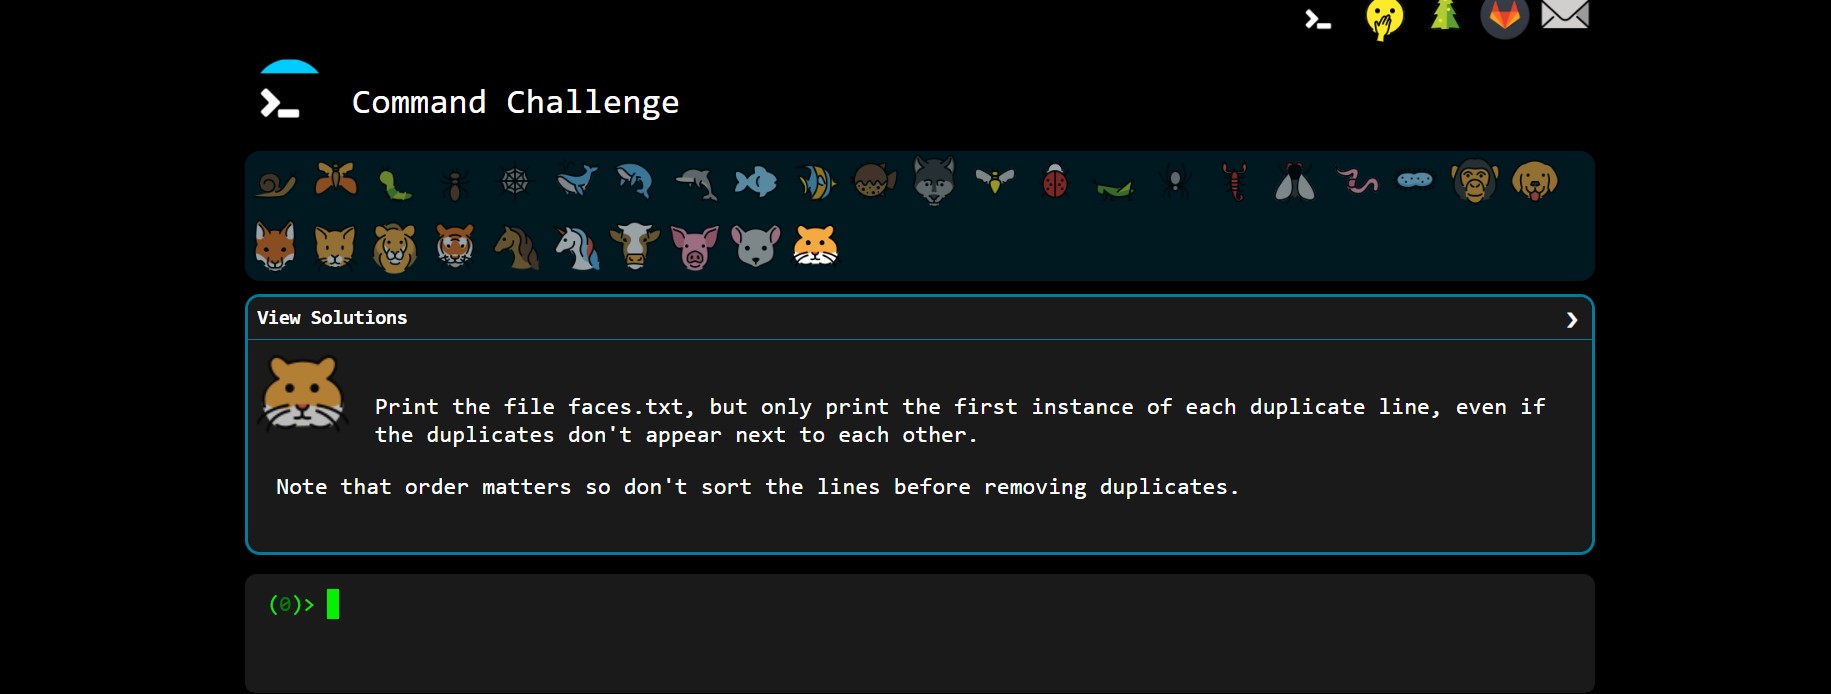 Command Challenge
View Solutions
Print the file faces.txt, but only print the first instance of each duplicate line, even if
the duplicates don't appear next to each other.
Note that order matters so don't sort the lines before removing duplicates.
(0)>